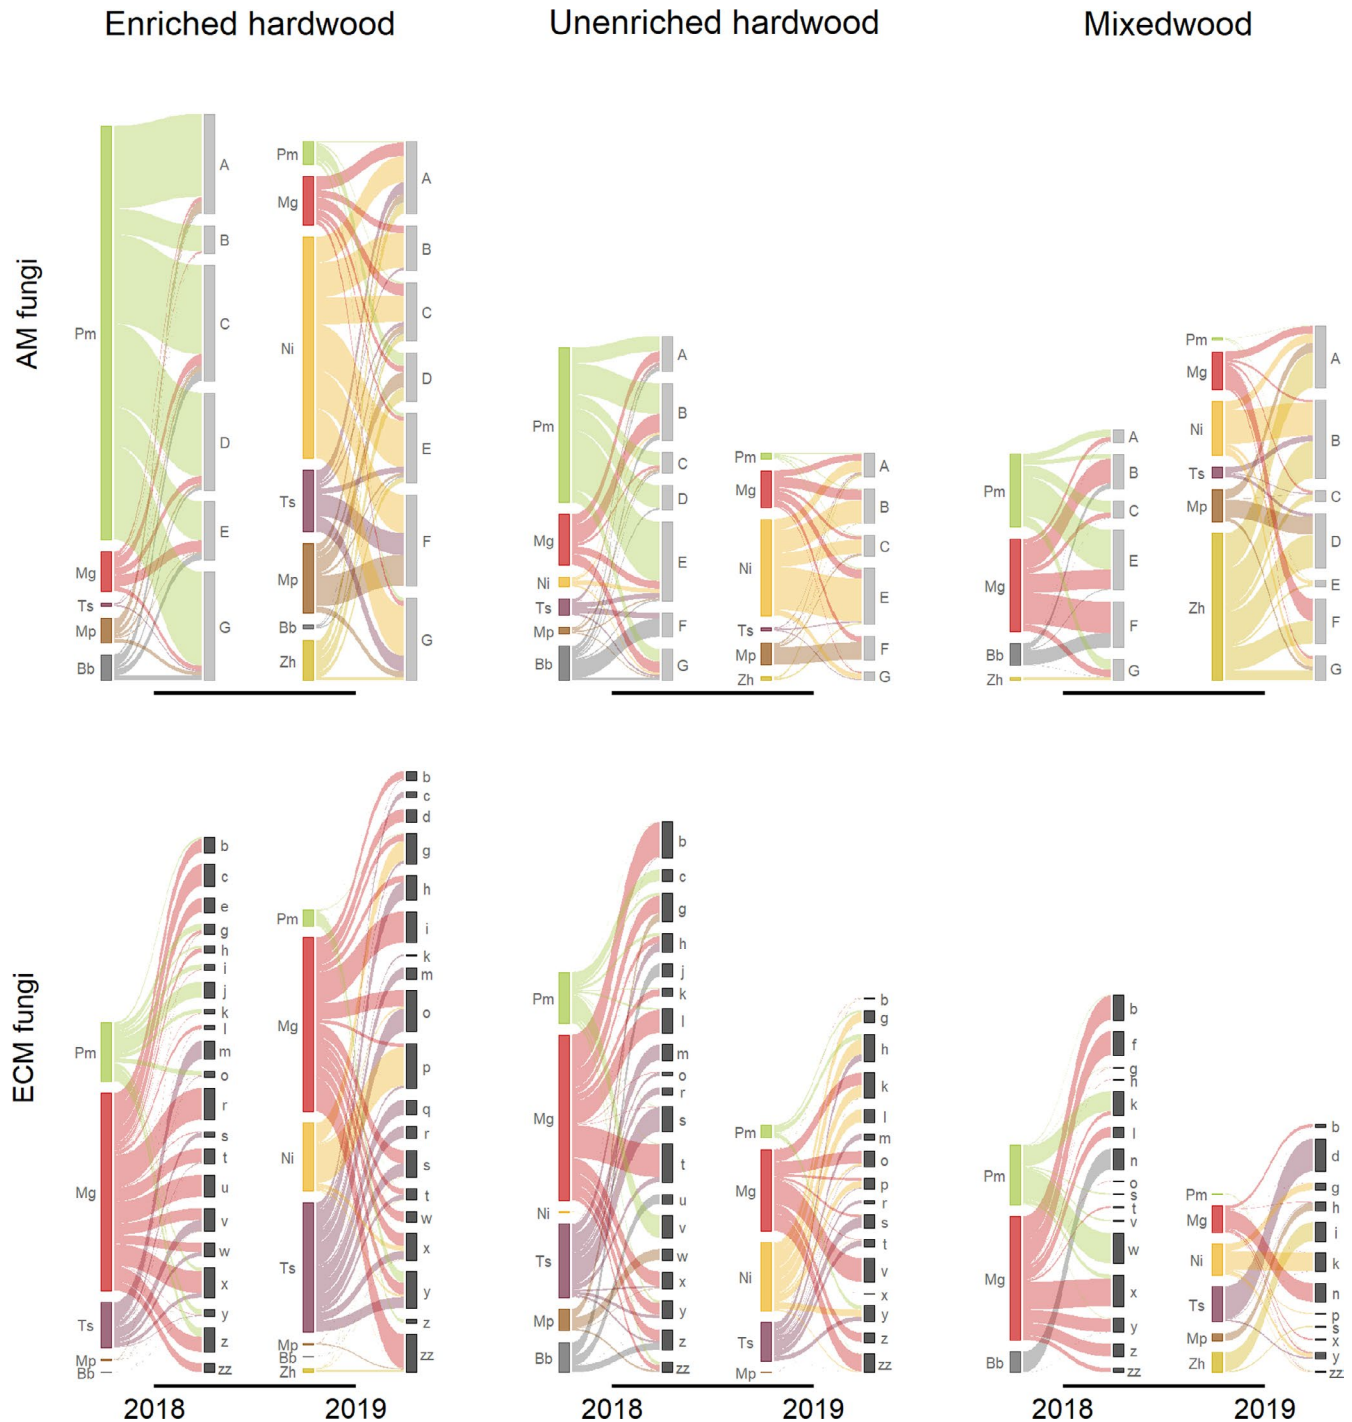 Enriched hardwood
Unenriched hardwood
Mixedwood
AM fungi
Pm
Mg
Ts
Mp
Bb
A
B
C
D
E
G
Pm
Mg
Ni
Ts
Mp
Bb
Zh
A
B
C
D
E
F
G
Pm
Mg
Ni
Ts
Mp
Bb
A
B
C
D
E
F
G
Pm
Mg
Ni
Ts
Mp
Zh
A
B
C
E
F
G
Pm
Mg
Bb
Zh
A
B
C
E
F
G
Pm
Mg
Ni
Ts
Mp
Zh
A
B
C
D
E
F
G
ECM fungi
Pm
Mg
Ts
Mp
Bb
b
c
e
g
h
i
j
k
l
m
o
r
s
t
u
v
w
x
y
z
zz
Pm
Mg
Ni
Ts
Mp
Bb
Zh
b
c
d
g
h
i
k
m
o
p
q
r
s
t
w
x
y
z
zz
Pm
Mg
Ni
Ts
Mp
Bb
b
c
g
h
j
k
l
m
o
r
s
t
u
v
w
x
y
z
zz
Pm
Mg
Ni
Ts
Mp
b
g
h
k
l
m
o
p
r
s
t
v
x
y
z
zz
Pm
Mg
Bb
b
f
g
h
k
l
n
o
s
t
v
w
x
y
z
zz
Pm
Mg
Ni
Ts
Mp
Zh
b
d
g
h
i
k
n
p
s
x
y
zz
2018
2019
2018
2019
2018
2019